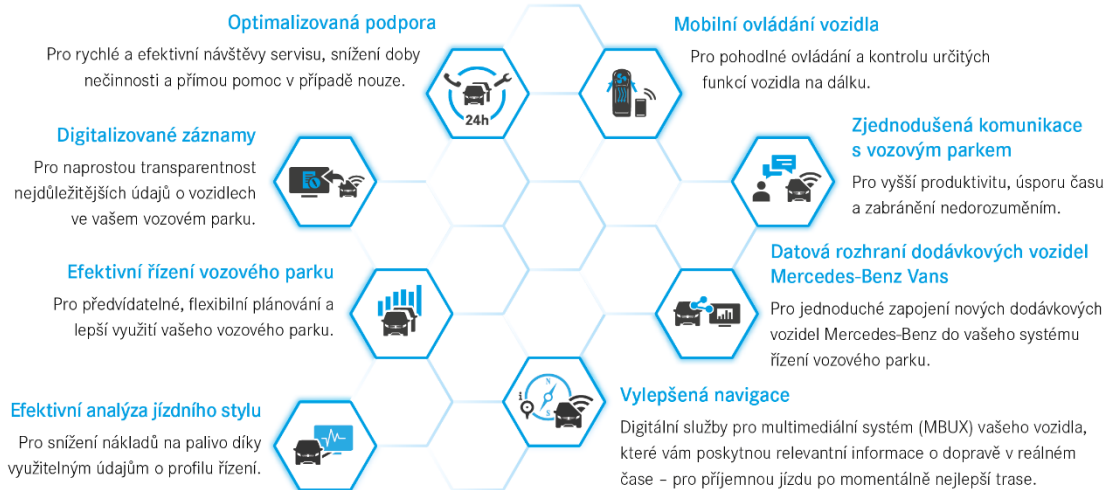 Optimalizovaná podpora
Pro rychlé a efektivní návštěvy servisu, snížení doby
nečinnosti a přímou pomoc v případě nouze.
24h
Mobilní ovládání vozidla
Pro pohodlné ovládání a kontrolu určitých
funkcí vozidla na dálku.
Digitalizované záznamy
Pro naprostou transparentnost
nejdůležitějších údajů o vozidlech
ve vašem vozovém parku.
Zjednodušená komunikace
s vozovým parkem
Pro vyšší produktivitu, úsporu času
a zabránění nedorozuměním.
Efektivní řízení vozového parku
Pro předvídatelné, flexibilní plánování a
lepší využití vašeho vozového parku.
Datová rozhraní dodávkových vozidel
Mercedes-Benz Vans
Pro jednoduché zapojení nových dodávkových
vozidel Mercedes-Benz do vašeho systému
řízení vozového parku.
Efektivní analýza jízdního stylu
Pro snížení nákladů na palivo díky
využitelným údajům o profilu řízení.
N
i
S
Vylepšená navigace
Digitální služby pro multimediální systém (MBUX) vašeho vozidla,
které vám poskytnou relevantní informace o dopravě v reálném
čase – pro příjemnou jízdu po momentálně nejlepší trase.